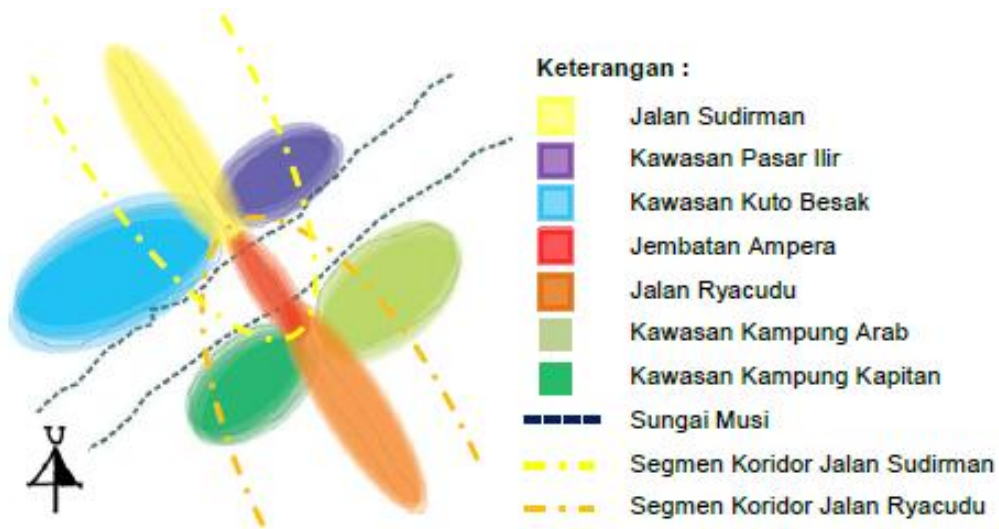 Keterangan :
Jalan Sudirman
Kawasan Pasar Ilir
Kawasan Kuto Besak
Jembatan Ampera
Jalan Ryacudu
Kawasan Kampung Arab
Kawasan Kampung Kapitan
Sungai Musi
Segmen Koridor Jalan Sudirman
Segmen Koridor Jalan Ryacudu
U